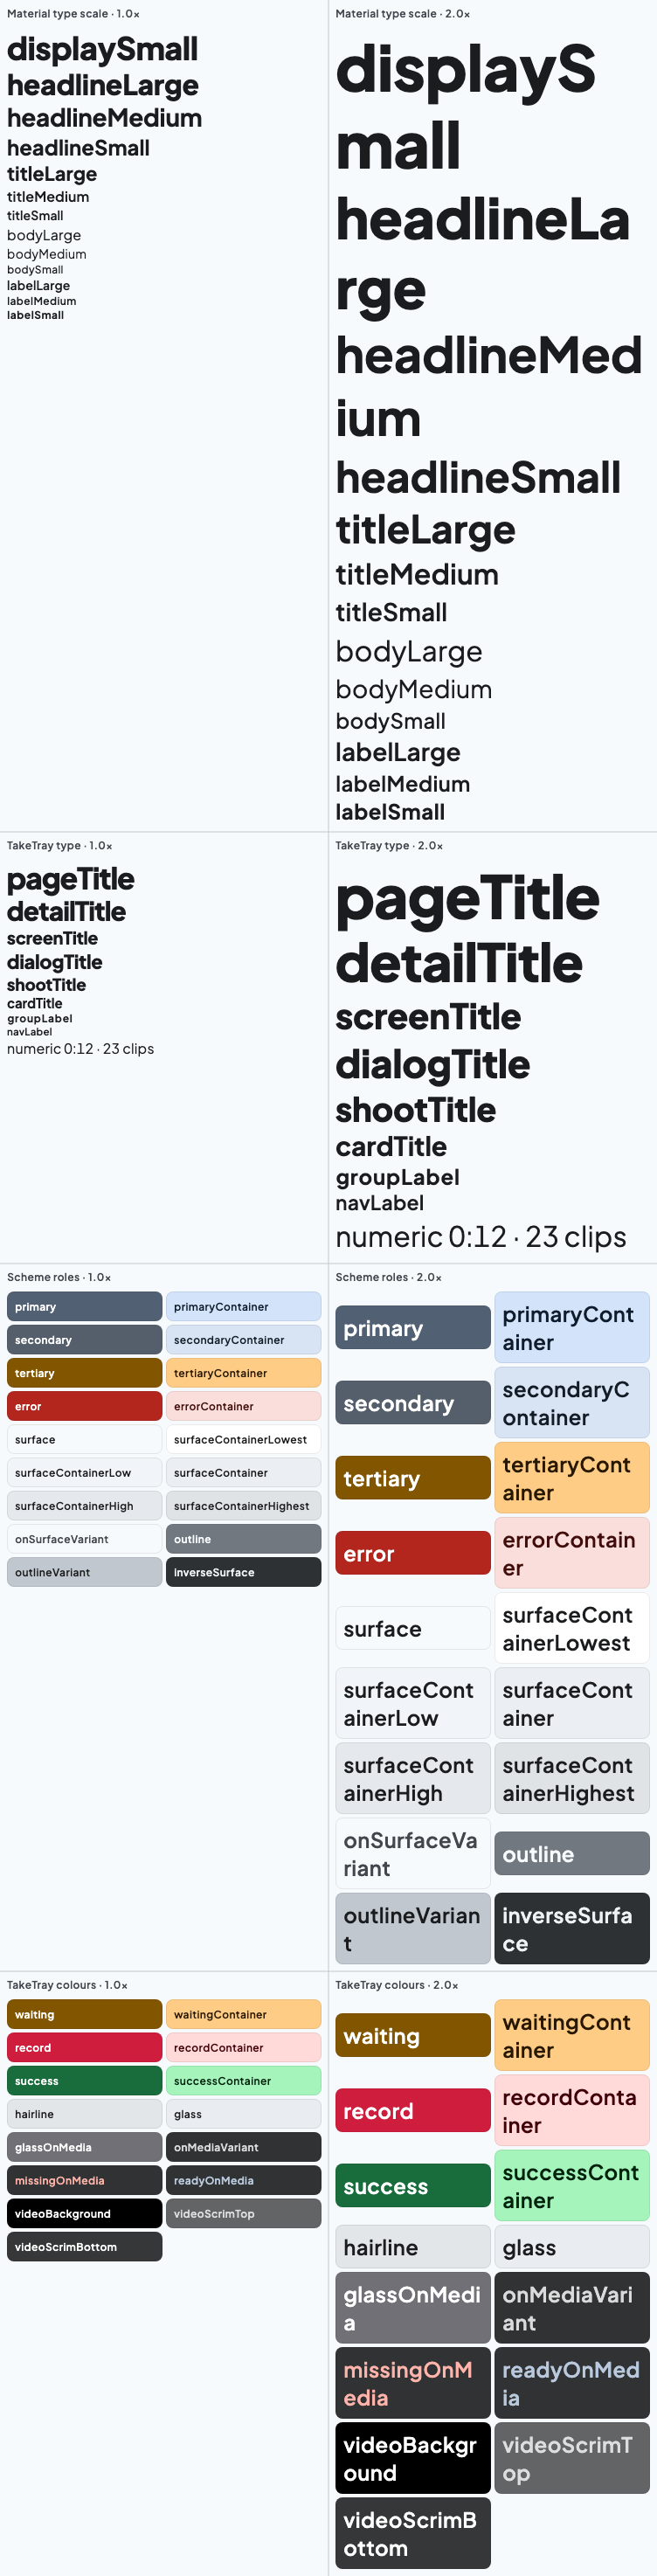 Material type scale · 1.0×
displaySmall
headlineLarge
headlineMedium
headlineSmall
titleLarge
titleMedium
titleSmall
bodyLarge
bodyMedium
bodySmall
labelLarge
labelMedium
labelSmall
Material type scale · 2.0×
displayS
mall
headlineLa
rge
headlineMed
ium
headlineSmall
titleLarge
titleMedium
titleSmall
bodyLarge
bodyMedium
bodySmall
labelLarge
labelMedium
labelSmall
TakeTray type · 1.0×
pageTitle
detailTitle
screenTitle
dialogTitle
shootTitle
cardTitle
groupLabel
navLabel
numeric 0:12 · 23 clips
TakeTray type · 2.0×
pageTitle
detailTitle
screenTitle
dialogTitle
shootTitle
cardTitle
groupLabel
navLabel
numeric 0:12 · 23 clips
Scheme roles · 1.0×
primary
primaryContainer
secondary
secondaryContainer
tertiary
tertiaryContainer
error
errorContainer
surface
surfaceContainerLowest
surfaceContainerLow
surfaceContainer
surfaceContainerHigh
surfaceContainerHighest
onSurfaceVariant
outline
outlineVariant
inverseSurface
Scheme roles · 2.0×
primary
primaryCont
ainer
secondary
secondaryC
ontainer
tertiary
tertiaryCont
ainer
error
errorContain
er
surface
surfaceCont
ainerLowest
surfaceCont
ainerLow
surfaceCont
ainer
surfaceCont
ainerHigh
surfaceCont
ainerHighest
onSurfaceVa
riant
outline
outlineVarian
t
inverseSurfa
ce
TakeTray colours · 1.0×
waiting
waitingContainer
record
recordContainer
success
successContainer
hairline
glass
glassOnMedia
onMediaVariant
missingOnMedia
readyOnMedia
videoBackground
videoScrimTop
videoScrimBottom
TakeTray colours · 2.0×
waiting
waitingCont
ainer
record
recordConta
iner
success
successCont
ainer
hairline
glass
glassOnMedi
a
onMediaVari
ant
missingOnM
edia
readyOnMed
ia
videoBackgr
ound
videoScrimT
op
videoScrimB
ottom